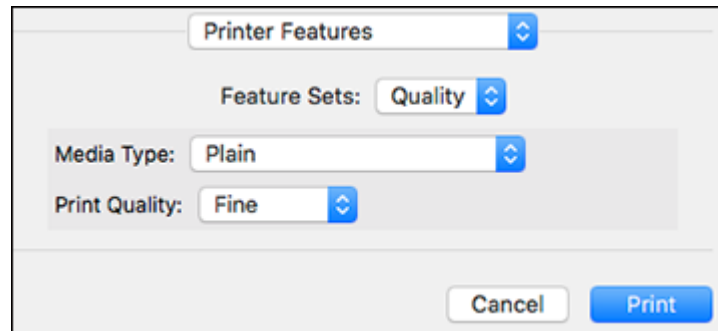 Printer Features
Feature Sets: Quality
Media Type: Plain
Print Quality: Fine
Cancel Print